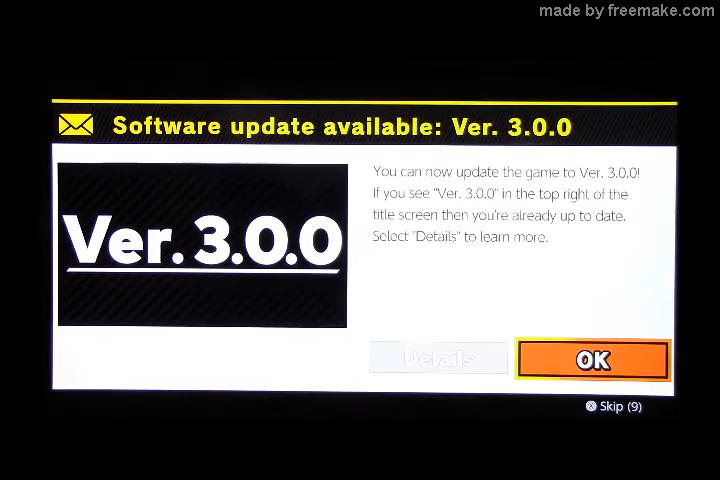 made by freemake.com
Software update available: Ver. 3.0.0
Ver. 3.0.0
You can now update the game to Ver. 3.0.0!
If you see "Ver. 3.0.0" in the top right of the
title screen then you're already up to date.
Select "Details" to learn more.
Details
OK
Ⓧ Skip (9)